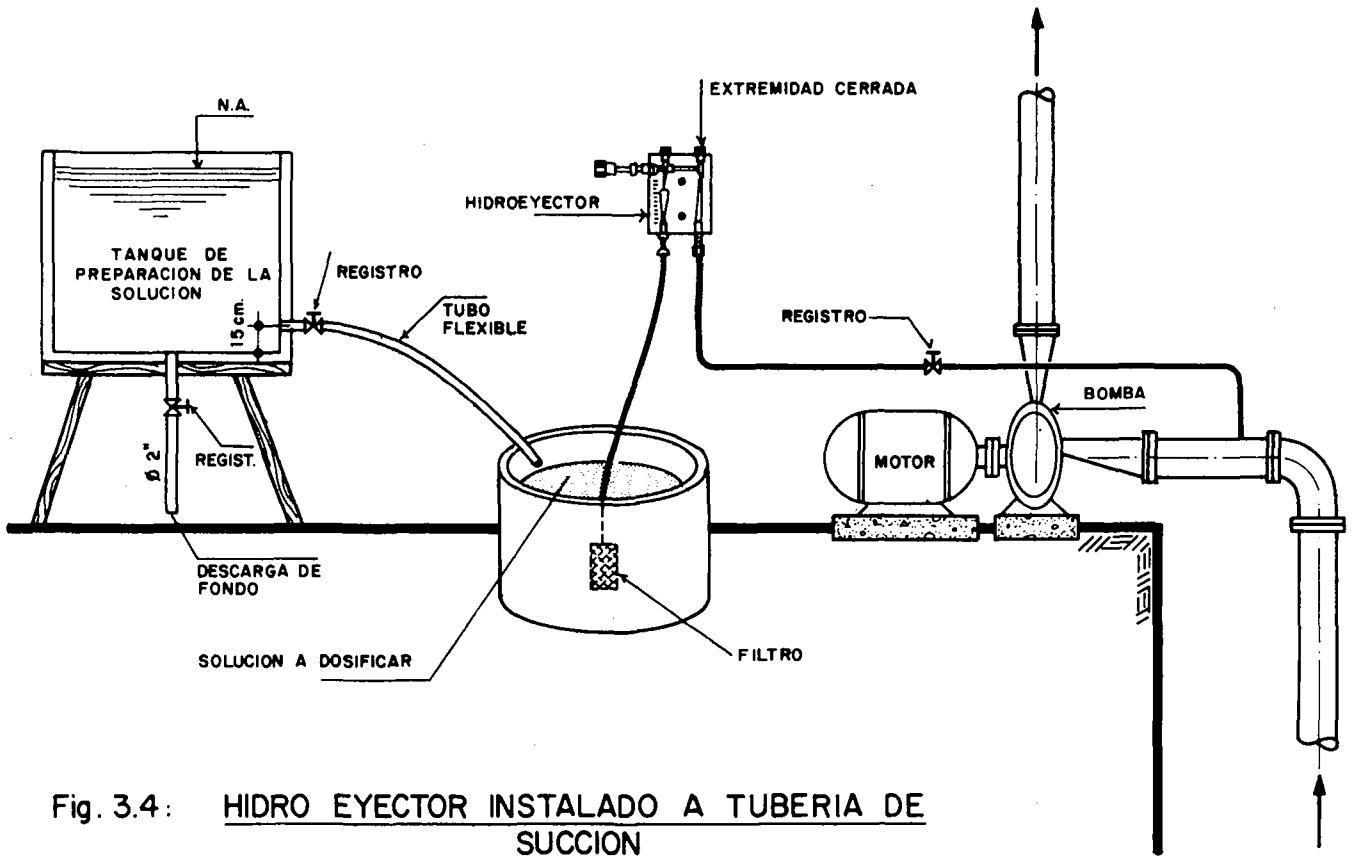 N.A.
EXTREMIDAD CERRADA
HIDROEYECTOR
TANQUE DE
PREPARACION DE LA
SOLUCION
15 cm.
REGISTRO
TUBO
FLEXIBLE
REGISTRO
BOMBA
MOTOR
REGIST.
Ø 2"
DESCARGA DE
FONDO
SOLUCION A DOSIFICAR
FILTRO
Fig. 3.4: HIDRO EYECTOR INSTALADO A TUBERIA DE
SUCCION